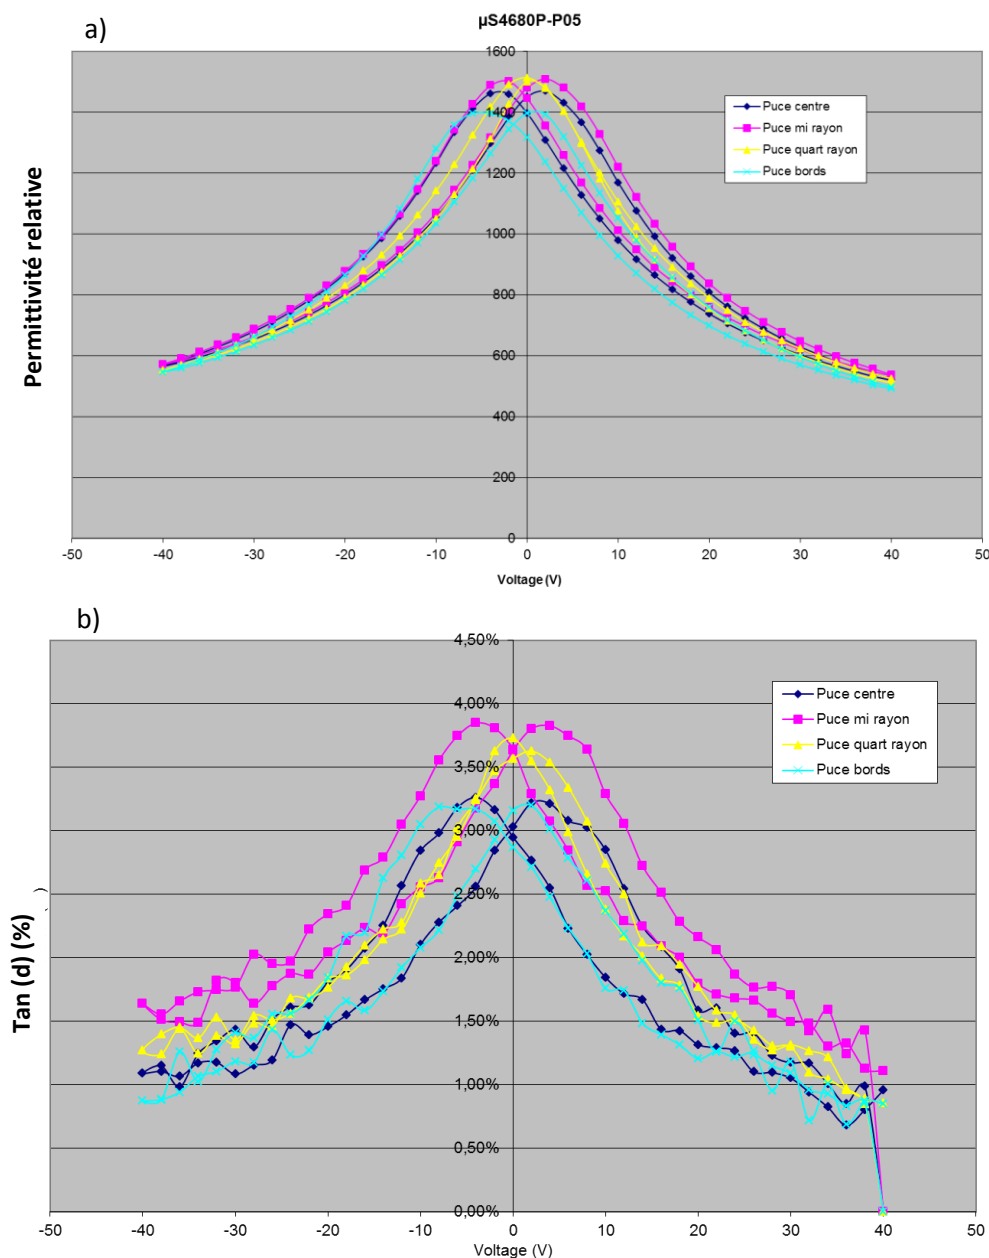 a)
µS4680P-P05
Permittivité relative
1600
1400
1200
1000
800
600
400
200
0
-50
-40
-30
-20
-10
0
10
20
30
40
50
Voltage (V)
Puce centre
Puce mi rayon
Puce quart rayon
Puce bords
b)
Tan (d) (%)
)
4,50%
4,00%
3,50%
3,00%
2,50%
2,00%
1,50%
1,00%
0,50%
0,00%
-50
-40
-30
-20
-10
0
10
20
30
40
50
Voltage (V)
Puce centre
Puce mi rayon
Puce quart rayon
Puce bords